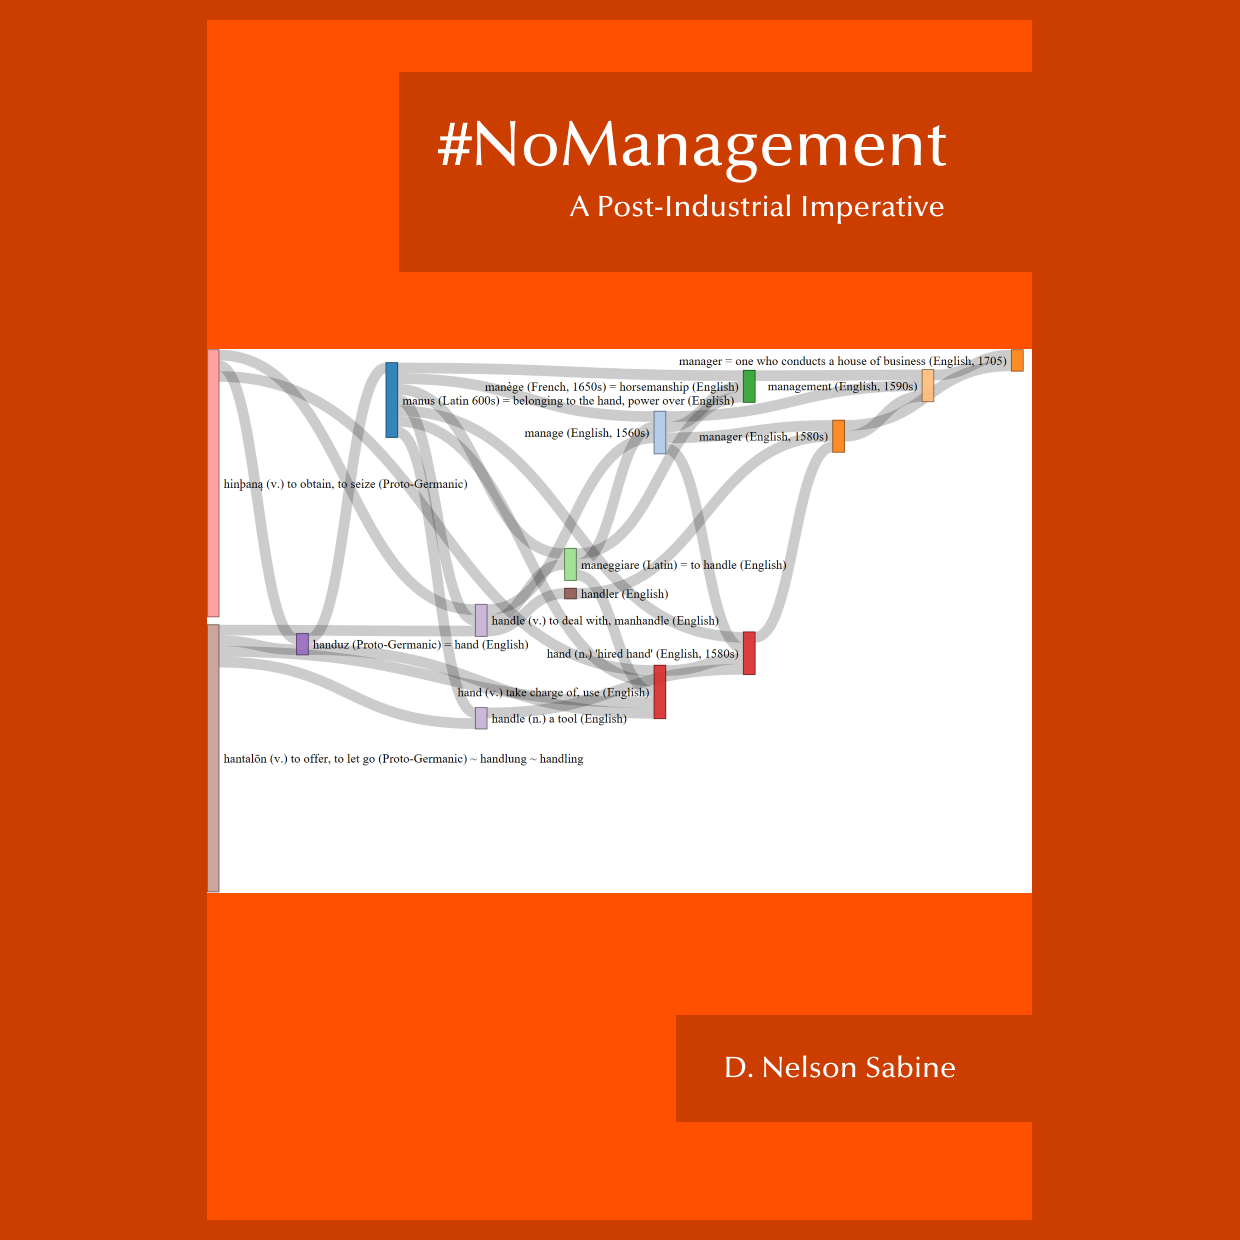 #NoManagement
A Post-Industrial Imperative
manager = one who conducts a house of business (English, 1705)
manège (French, 1650s) = horsemanship (English)
management (English, 1590s)
manus (Latin 600s) = belonging to the hand, power over (English)
manage (English, 1560s)
manager (English, 1580s)
hinþaną (v.) to obtain, to seize (Proto-Germanic)
maneggiare (Latin) = to handle (English)
handler (English)
handle (v.) to deal with, manhandle (English)
handuz (Proto-Germanic) = hand (English)
hand (n.) 'hired hand' (English, 1580s)
hand (v.) take charge of, use (English)
handle (n.) a tool (English)
hantalōn (v.) to offer, to let go (Proto-Germanic) ~ handlung ~ handling
D. Nelson Sabine